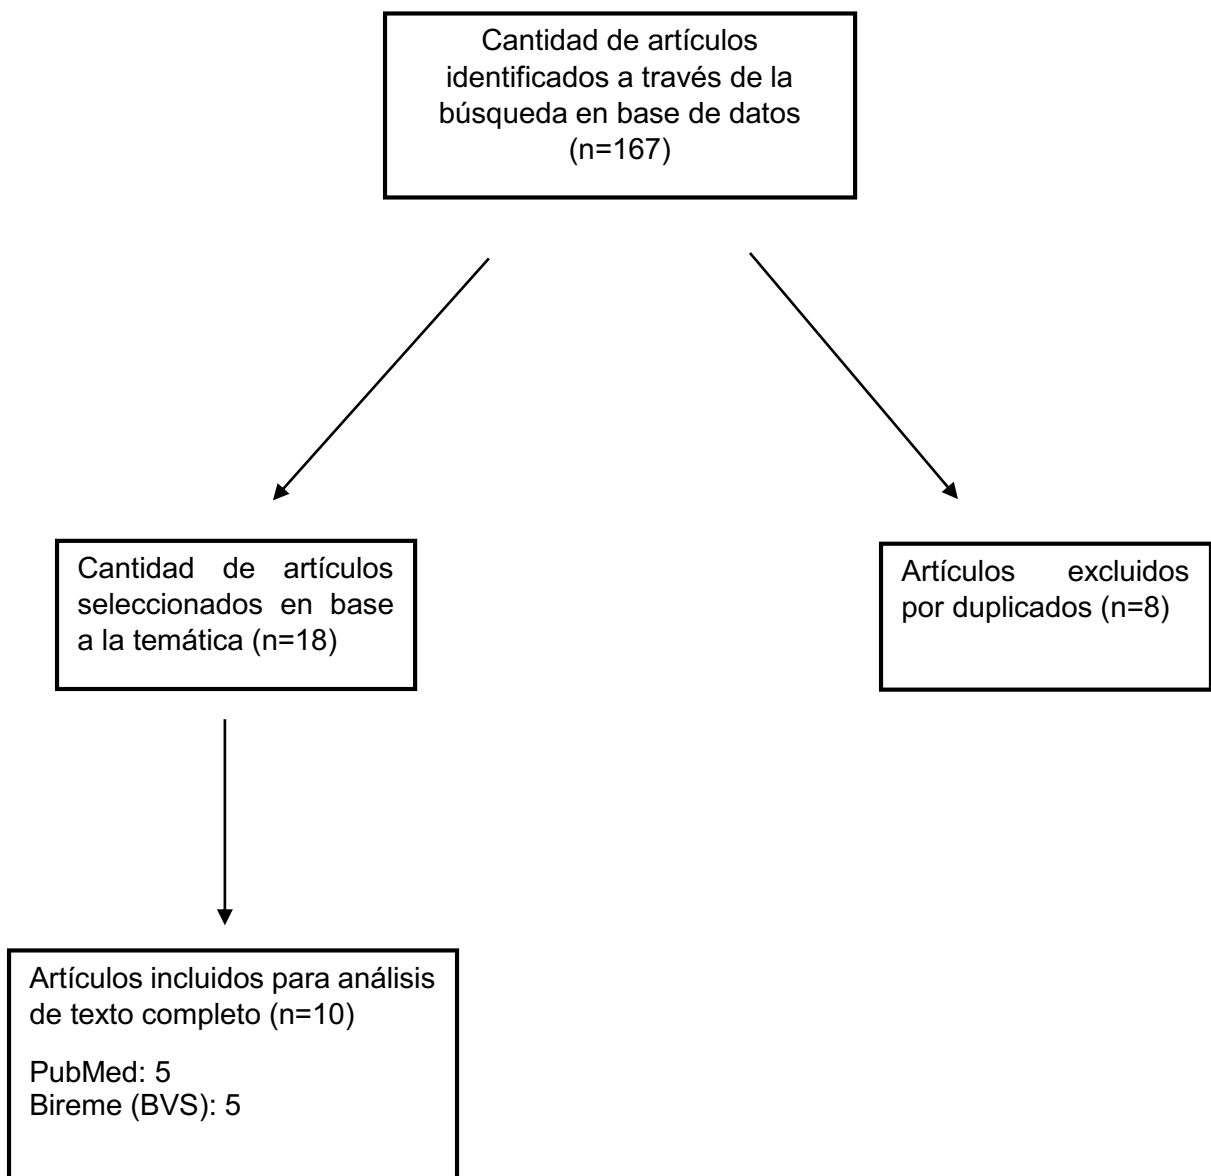 Cantidad de artículos
identificados a través de la
búsqueda en base de datos
(n=167)
Cantidad de artículos
seleccionados en base
a la temática (n=18)
Artículos excluidos
por duplicados (n=8)
Artículos incluidos para análisis
de texto completo (n=10)
PubMed: 5
Bireme (BVS): 5